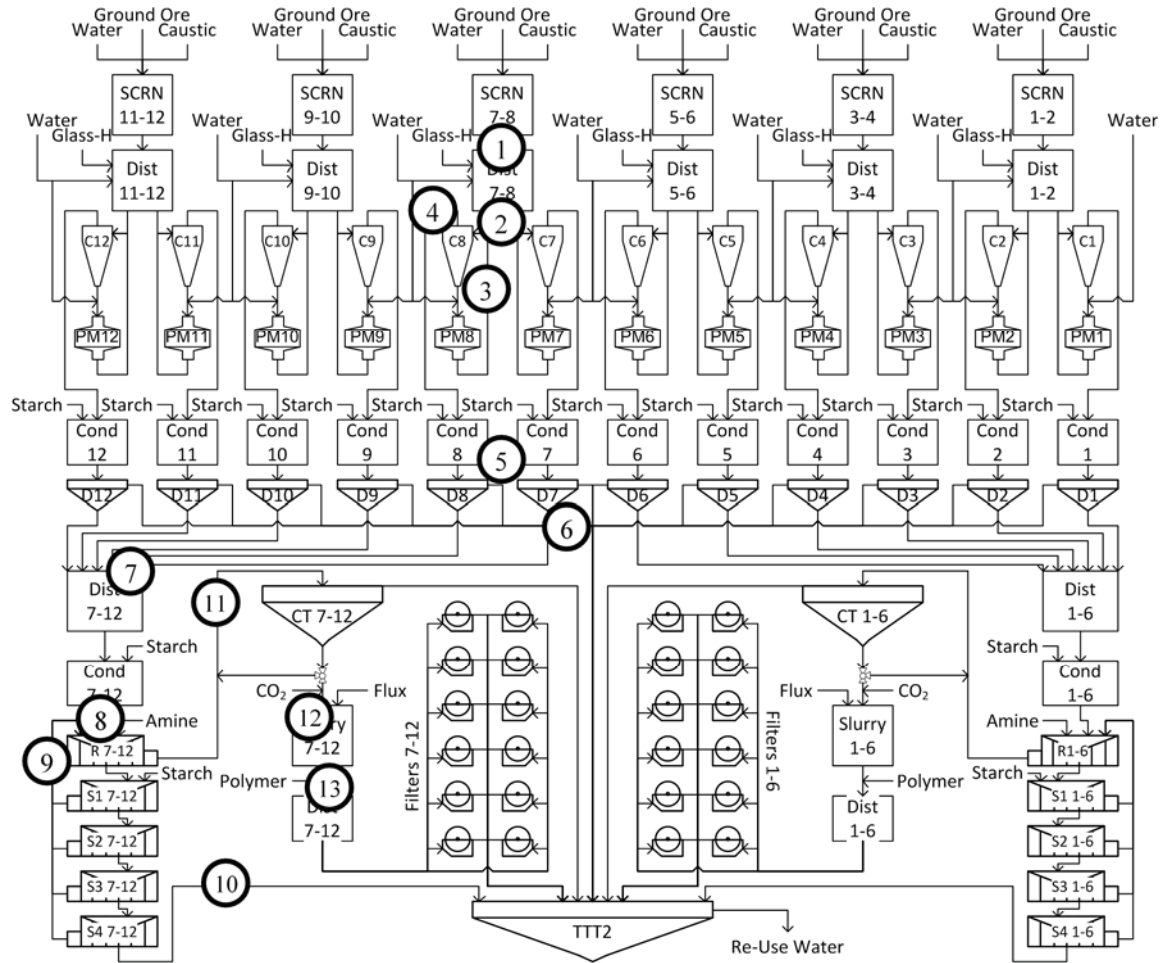 Ground Ore Ground Ore Ground Ore Ground Ore Ground Ore Ground Ore
Water Caustic Water Caustic Water Caustic Water Caustic Water Caustic Water Caustic
SCRN SCRN SCRN SCRN SCRN SCRN
11-12 9-10 7-8 5-6 3-4 1-2
Water Water Water Water Water Water Water
Glass-H Glass-H Glass-H Glass-H Glass-H Glass-H
1
Dist Dist Dist Dist Dist Dist
11-12 9-10 7-8 5-6 3-4 1-2
4 2
C12 C11 C10 C9 C8 C7 C6 C5 C4 C3 C2 C1
3
PM12 PM11 PM10 PM9 PM8 PM7 PM6 PM5 PM4 PM3 PM2 PM1
Starch Starch Starch Starch Starch Starch Starch Starch Starch Starch Starch Starch
Cond Cond Cond Cond Cond Cond Cond Cond Cond Cond Cond Cond
12 11 10 9 8 7 6 5 4 3 2 1
5
D12 D11 D10 D9 D8 D7 D6 D5 D4 D3 D2 D1
6
7
Dist Dist
7-12 1-6
11
CT 7-12 CT 1-6
Starch Starch
Cond Cond
7-12 1-6
CO2 Flux Flux CO2
8 Amine 12 Amine
Slurry
7-12 1-6
9
R 7-12 R1-6
Filters 7-12 Filters 1-6
Starch Polymer 13 Polymer Starch
S1 7-12 S1 1-6
Dist Dist
7-12 1-6
S2 7-12 S2 1-6
S3 7-12 S3 1-6
10
S4 7-12 S4 1-6
TTT2
Re-Use Water